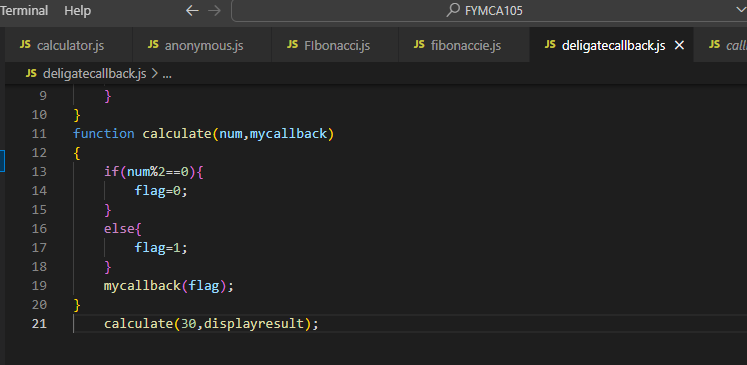 Terminal Help ← → FYMCA105
JS calculator.js JS anonymous.js JS FIbonacci.js JS fibonaccie.js JS deligatecallback.js × JS call
JS deligatecallback.js > ...
9 }
10 }
11 function calculate(num,mycallback)
12 {
13 if(num%2==0){
14 flag=0;
15 }
16 else{
17 flag=1;
18 }
19 mycallback(flag);
20 }
21 calculate(30,displayresult);